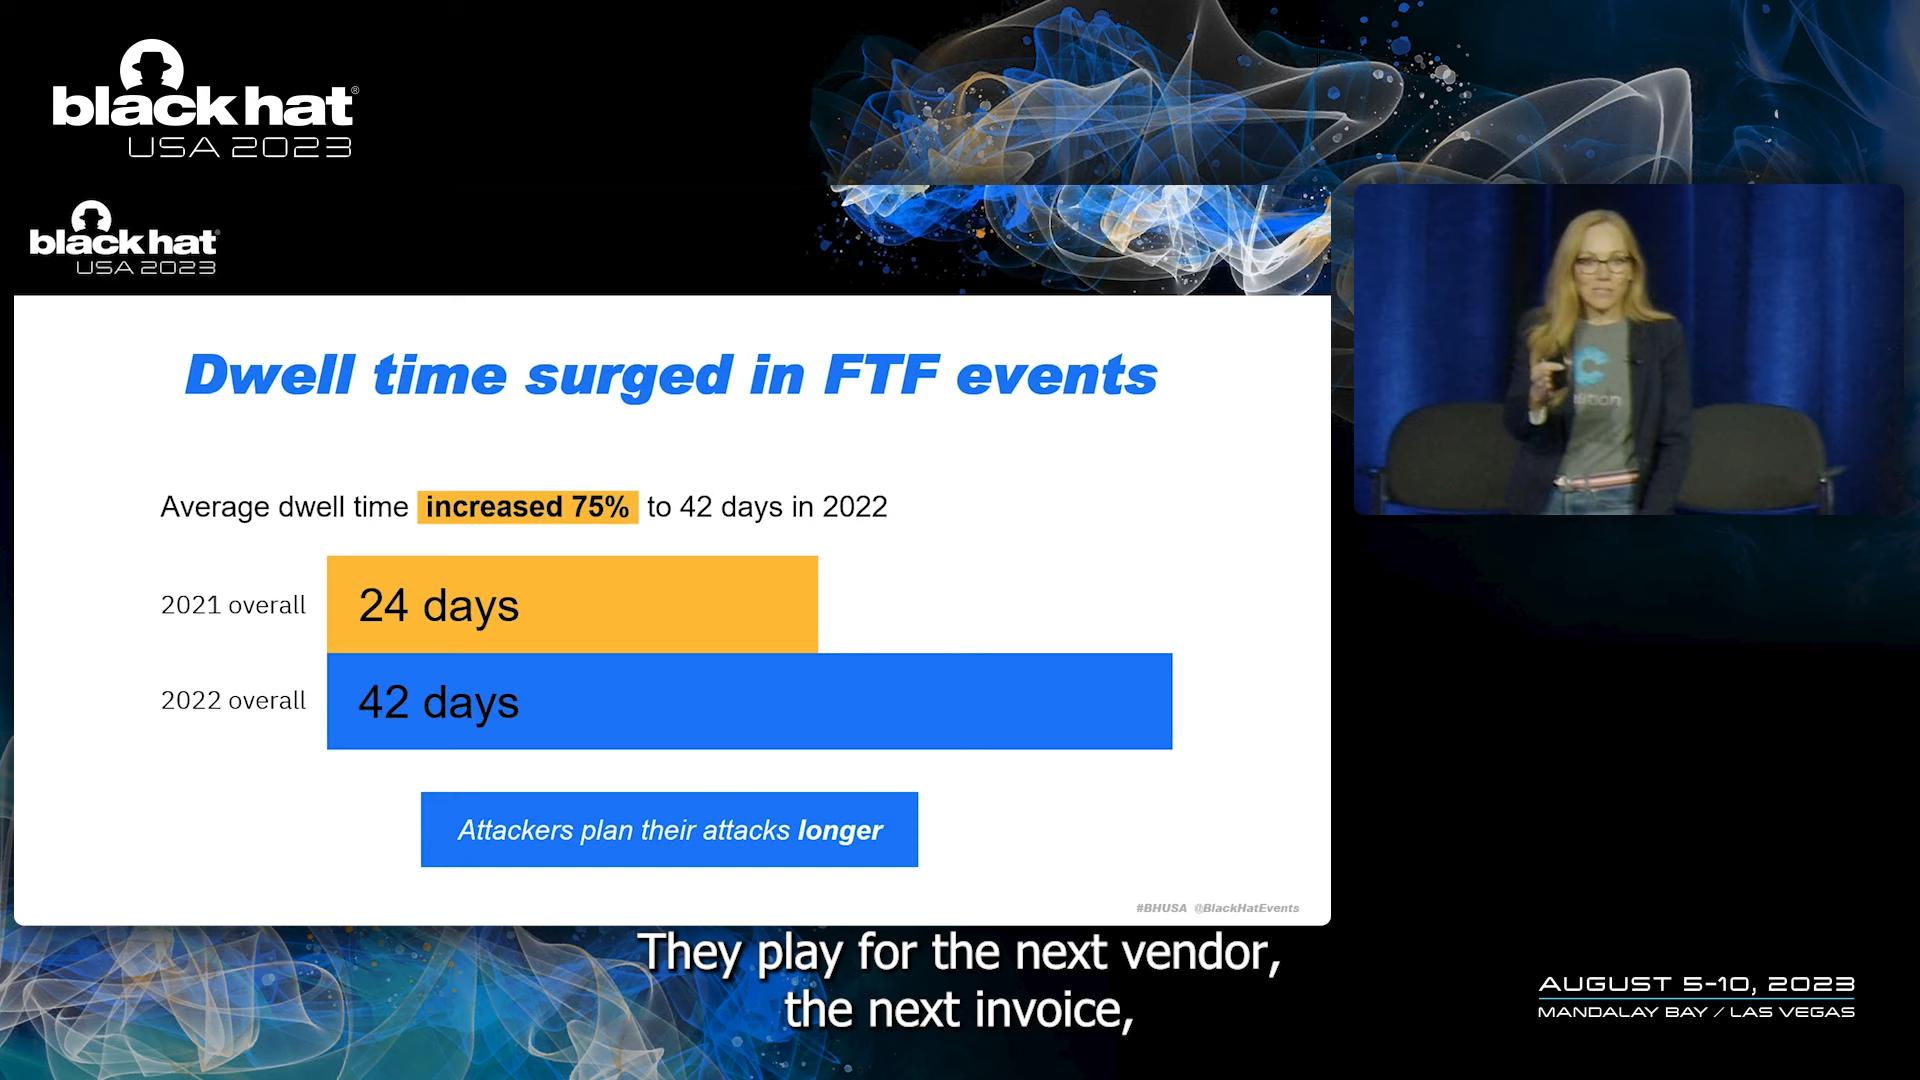 black hat®
USA 2023
black hat
USA 2023
Dwell time surged in FTF events
Average dwell time increased 75% to 42 days in 2022
2021 overall
24 days
2022 overall
42 days
Attackers plan their attacks longer
#BHUSA @BlackHatEvents
They play for the next vendor,
the next invoice,
AUGUST 5-10, 2023
MANDALAY BAY / LAS VEGAS